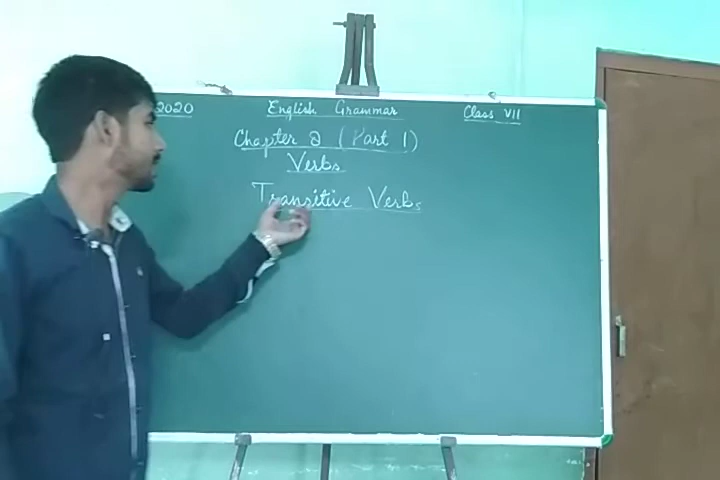 2020 English Grammar Class VII
Chapter 2 (Part 1)
Verbs
Transitive Verbs